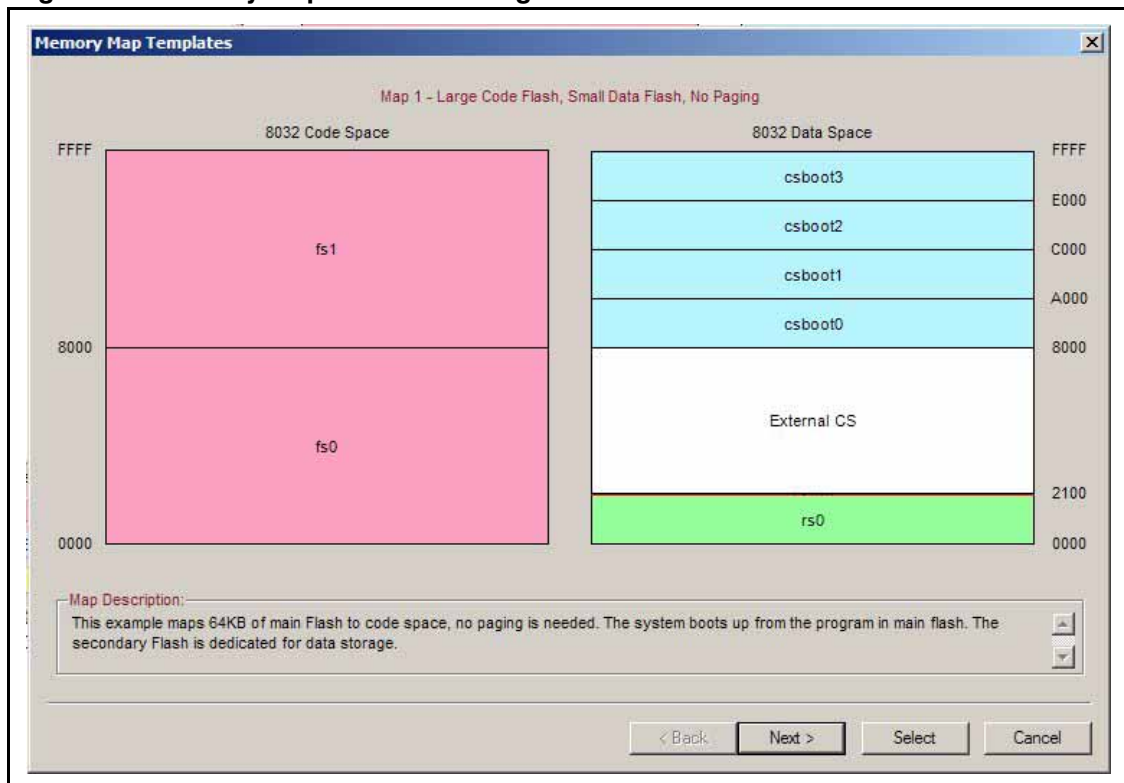 Memory Map Templates
Map 1 - Large Code Flash, Small Data Flash, No Paging
8032 Code Space
8032 Data Space
FFFF
FFFF
csboot3
E000
csboot2
fs1
C000
csboot1
A000
csboot0
8000
8000
External CS
fs0
2100
rs0
0000
0000
Map Description:
This example maps 64KB of main Flash to code space, no paging is needed. The system boots up from the program in main flash. The
secondary Flash is dedicated for data storage.
< Back
Next >
Select
Cancel